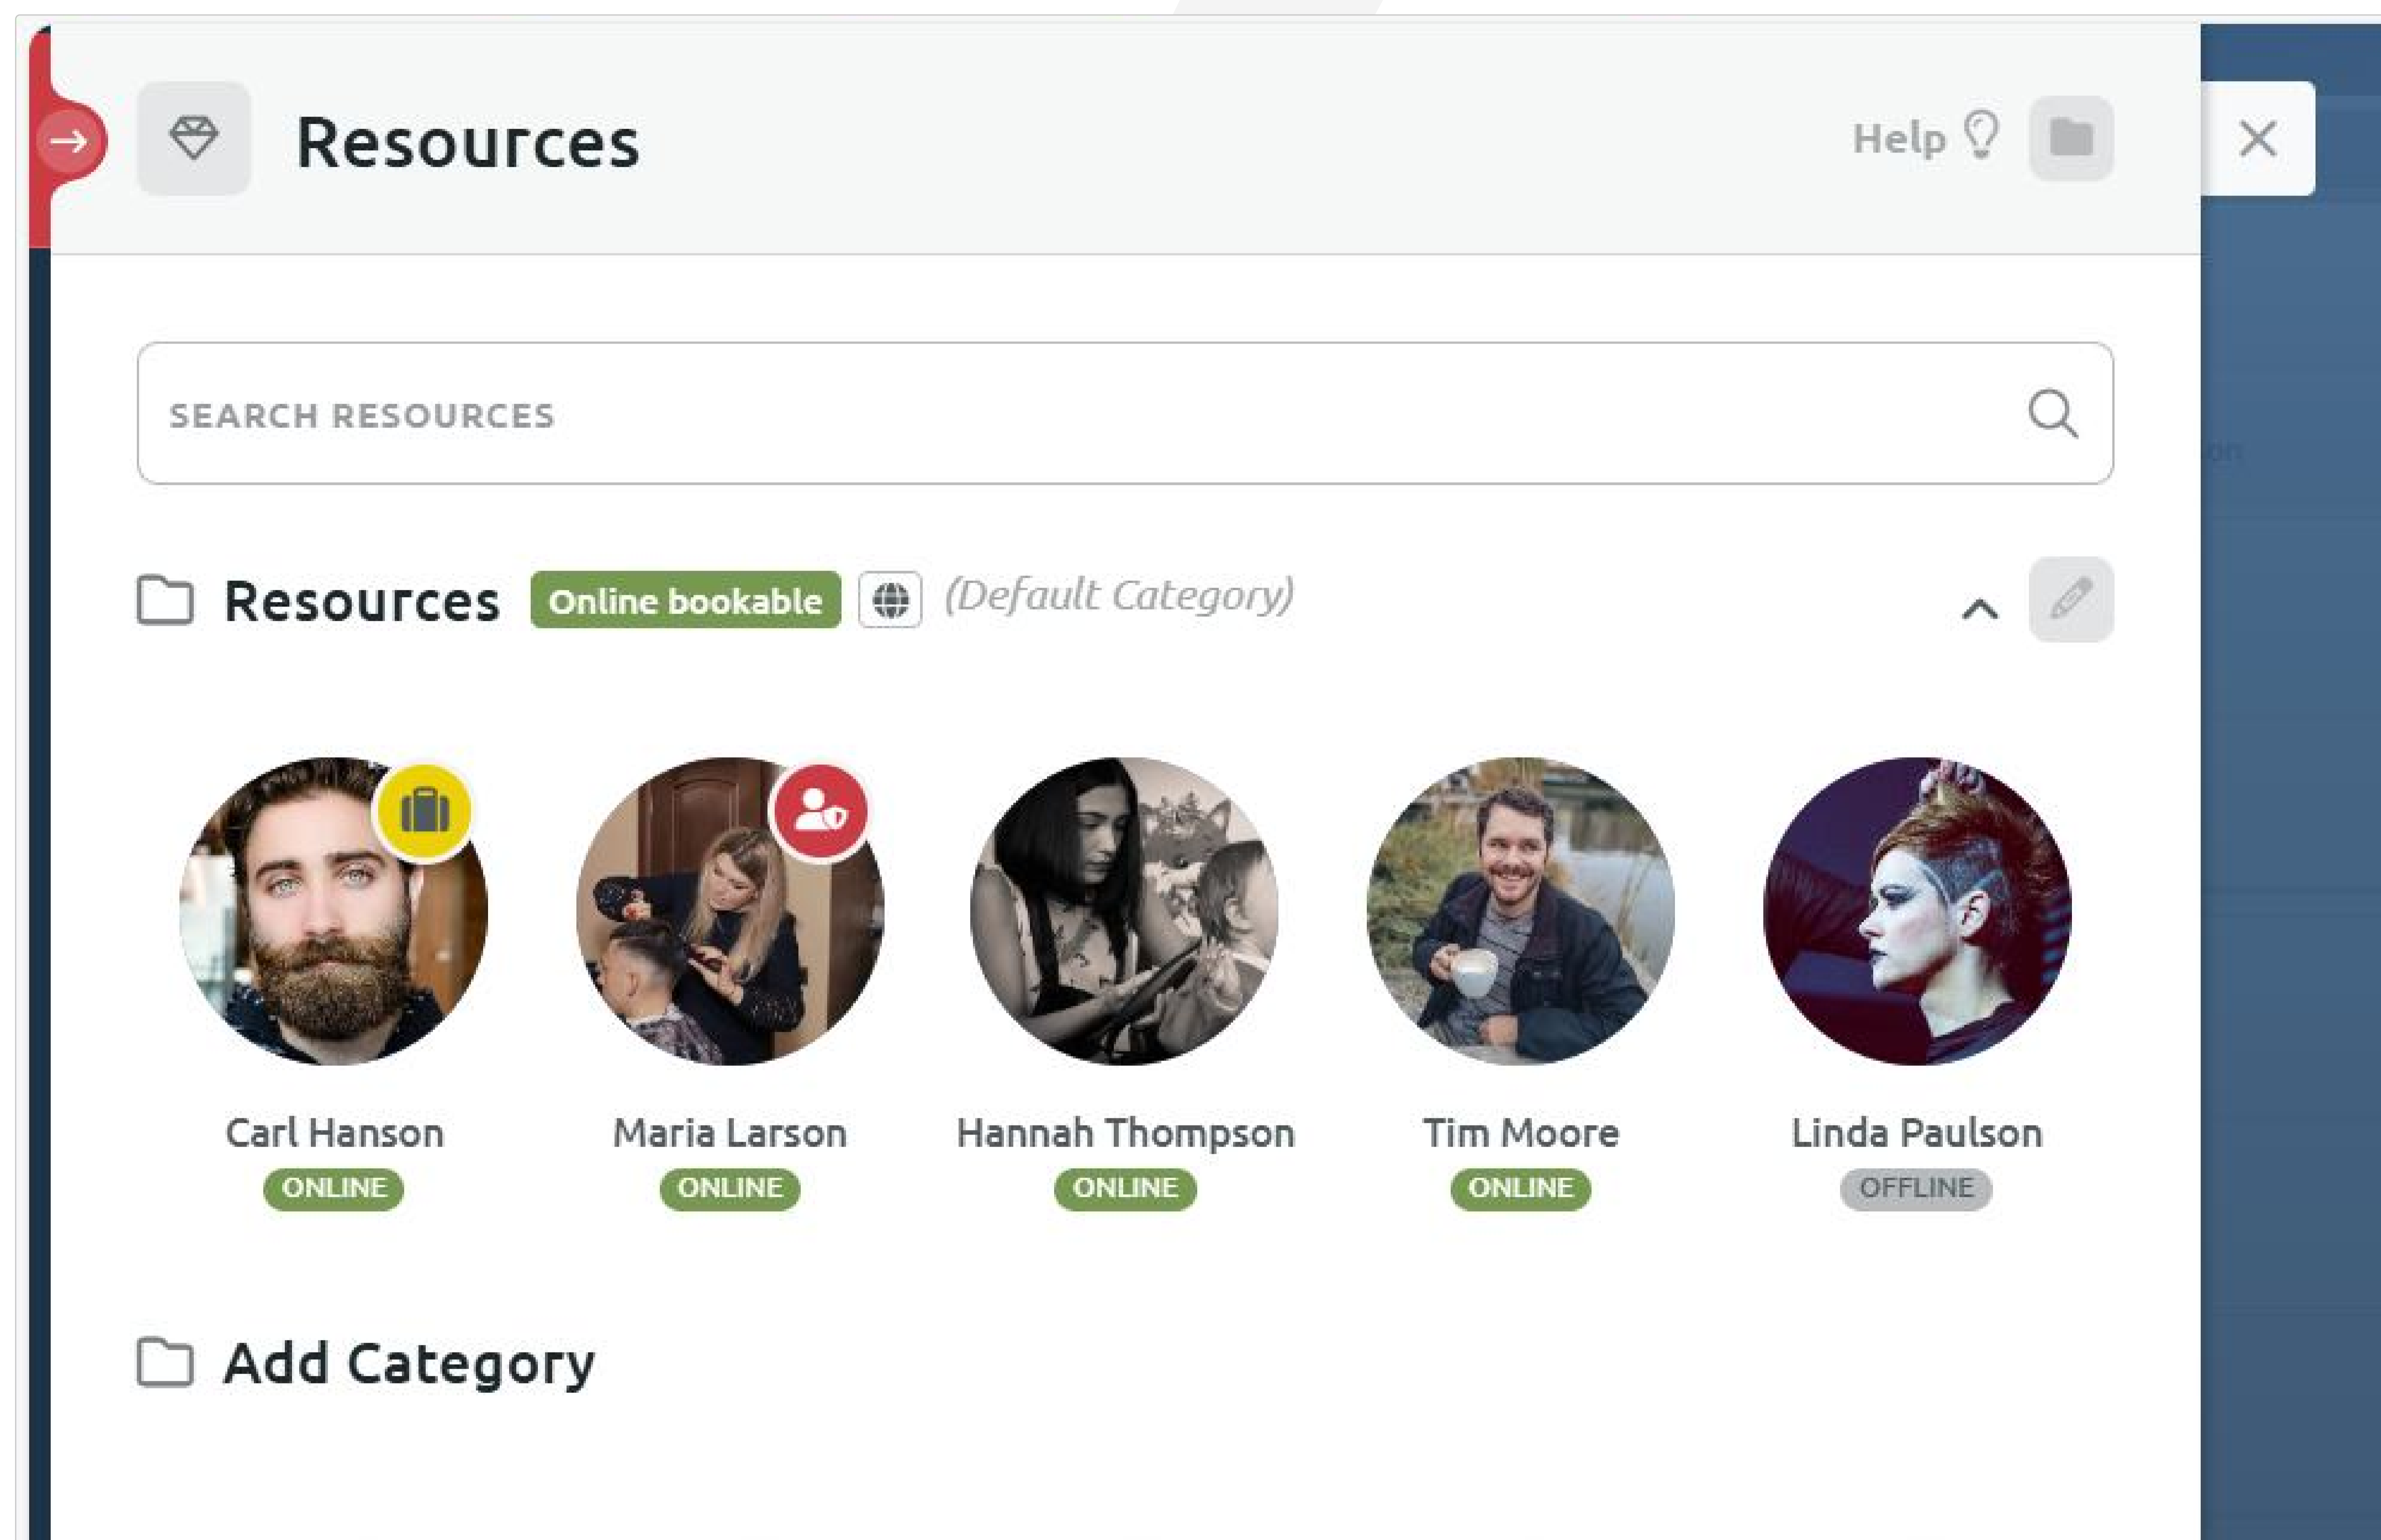 Resources
Help
SEARCH RESOURCES
Resources Online bookable (Default Category)
Carl Hanson Maria Larson Hannah Thompson Tim Moore Linda Paulson
ONLINE ONLINE ONLINE ONLINE OFFLINE
Add Category